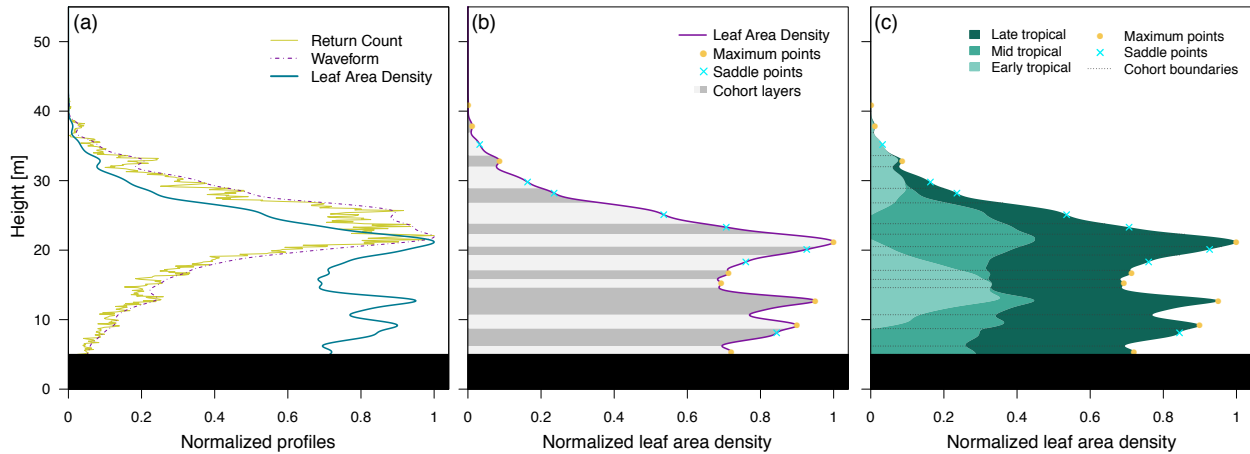 (a)
Return Count
Waveform
Leaf Area Density
Height [m]
50
40
30
20
10
0
0 0.2 0.4 0.6 0.8 1
Normalized profiles
(b)
Leaf Area Density
Maximum points
Saddle points
Cohort layers
0 0.2 0.4 0.6 0.8 1
Normalized leaf area density
(c)
Late tropical
Mid tropical
Early tropical
Maximum points
Saddle points
Cohort boundaries
0 0.2 0.4 0.6 0.8 1
Normalized leaf area density